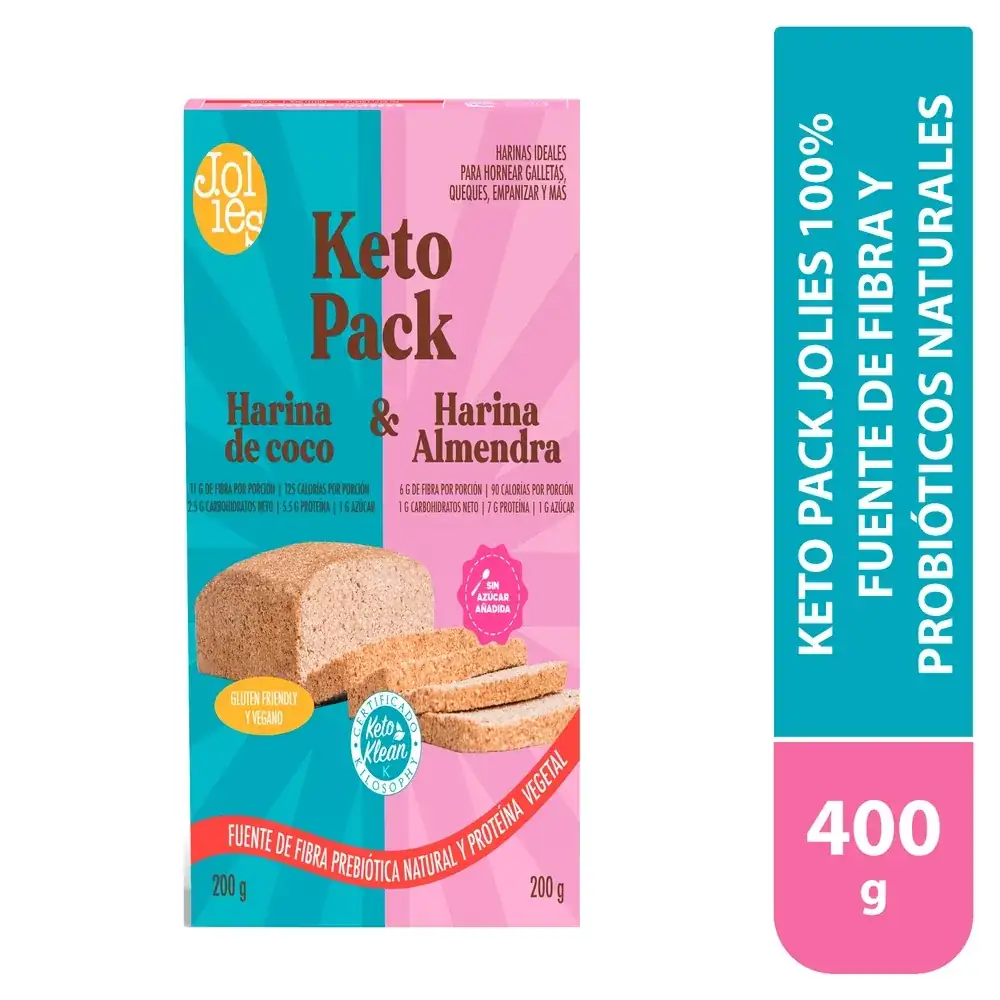 Jolies
HARINAS IDEALES
PARA HORNEAR GALLETAS,
QUEQUES, EMPANIZAR Y MÁS
Keto
Pack
Harina
de coco
&
Harina
Almendra
11 G DE FIBRA POR PORCIÓN | 125 CALORÍAS POR PORCIÓN
2.5 G CARBOHIDRATOS NETO | 5.5 G PROTEÍNA | 1 G AZÚCAR
6 G DE FIBRA POR PORCIÓN | 90 CALORÍAS POR PORCIÓN
1 G CARBOHIDRATOS NETO | 7 G PROTEÍNA | 1 G AZÚCAR
SIN
AZÚCAR
AÑADIDA
GLUTEN FRIENDLY
Y VEGANO
CERTIFICADO
Keto
Klean
K
KILOSOPHY
FUENTE DE FIBRA PREBIÓTICA NATURAL Y PROTEÍNA VEGETAL
200 g
200 g
KETO PACK JOLIES 100%
FUENTE DE FIBRA Y
PROBIÓTICOS NATURALES
400
g